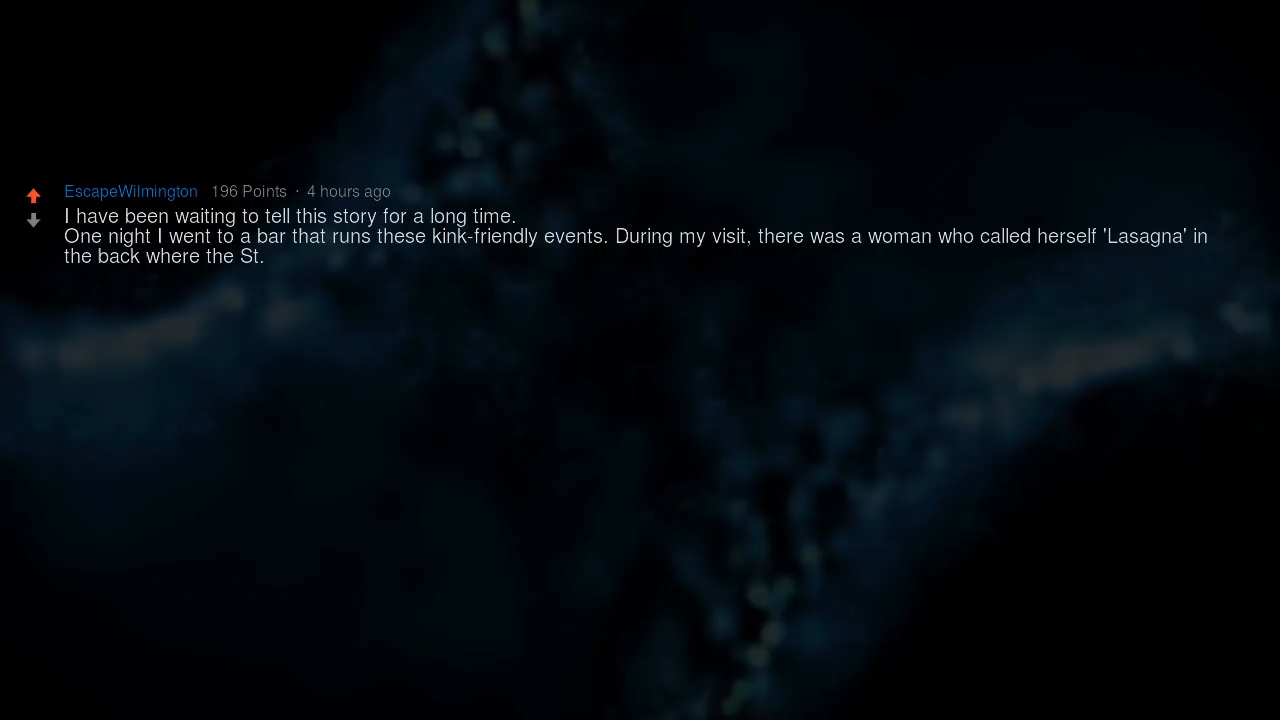 EscapeWilmington 196 Points · 4 hours ago
I have been waiting to tell this story for a long time.
One night I went to a bar that runs these kink-friendly events. During my visit, there was a woman who called herself 'Lasagna' in
the back where the St.